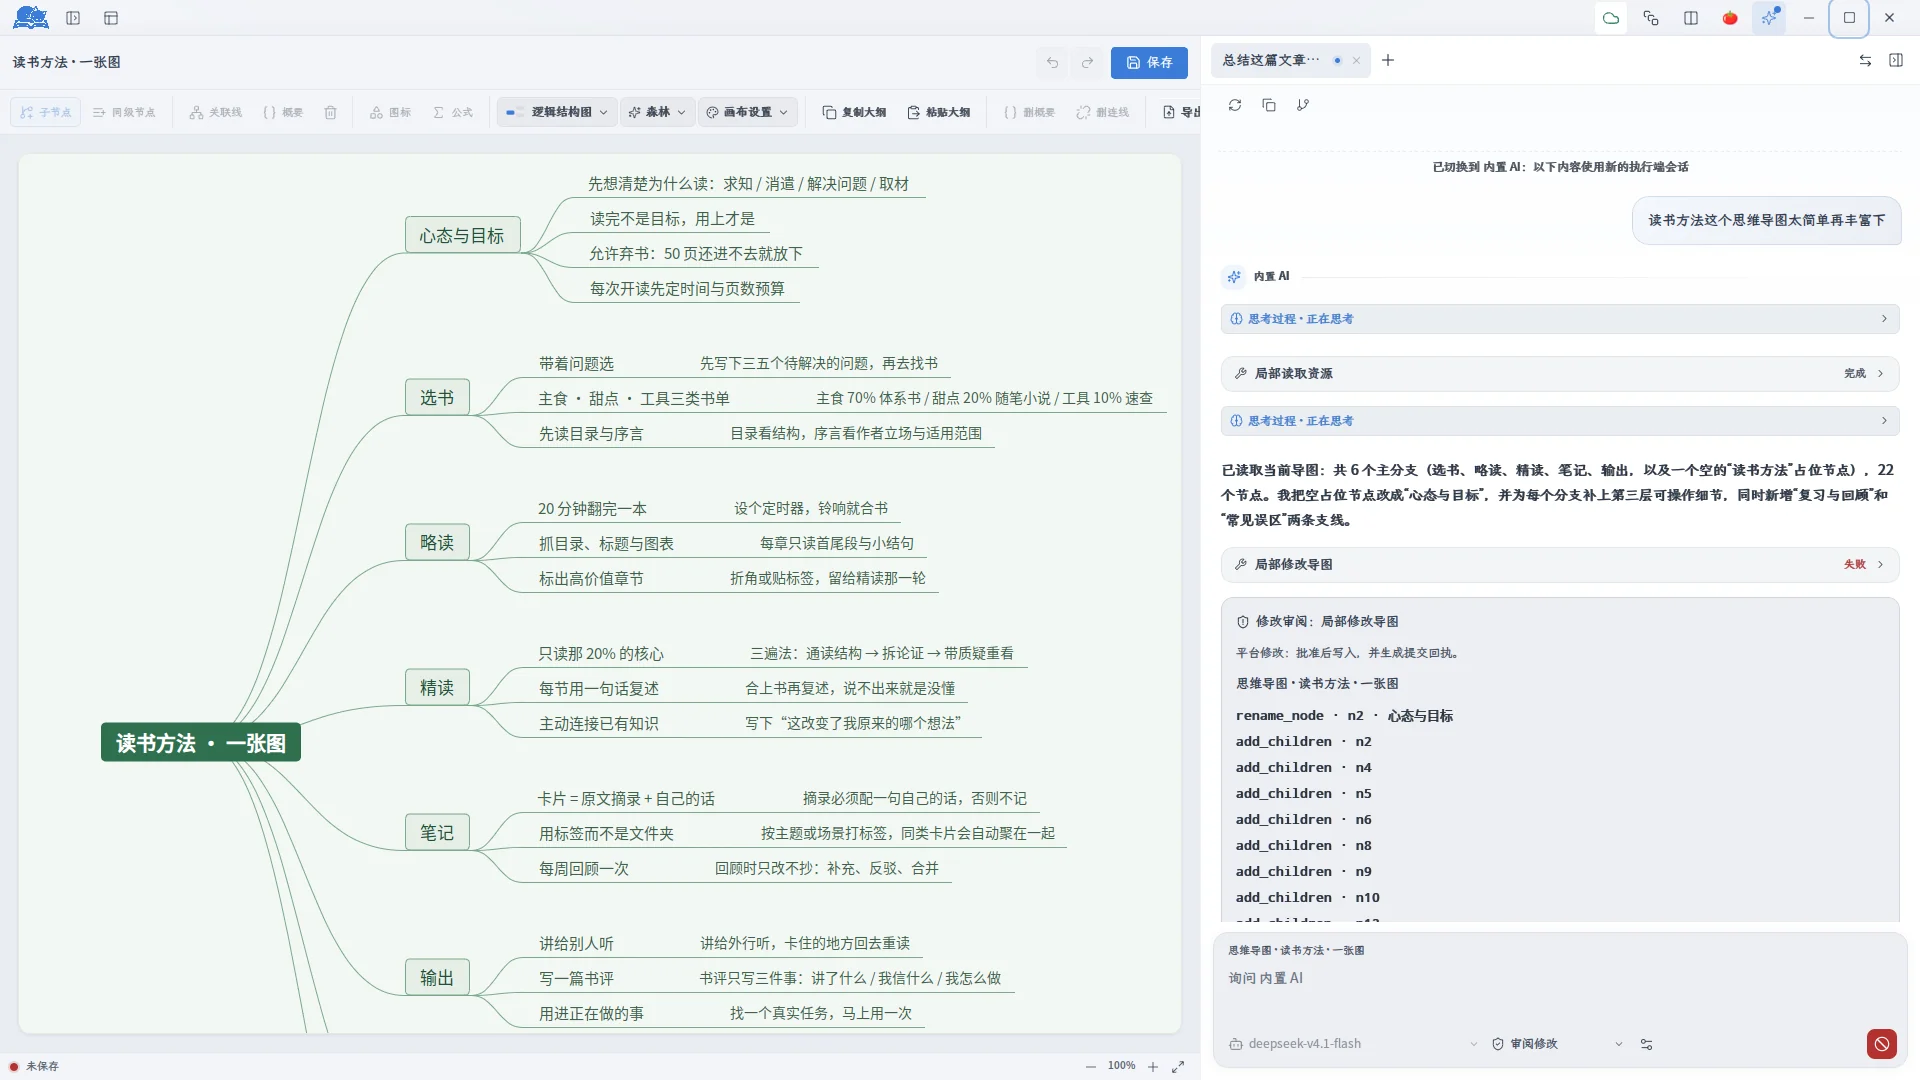 读书方法·一张图
保存
子节点
同级节点
关联线
概要
图标
公式
逻辑结构图
森林
画布设置
复制大纲
粘贴大纲
删概要
删连线
导出
读书方法 · 一张图
心态与目标
先想清楚为什么读：求知 / 消遣 / 解决问题 / 取材
读完不是目标，用上才是
允许弃书：50 页还进不去就放下
每次开读先定时间与页数预算
选书
带着问题选
先写下三五个待解决的问题，再去找书
主食 · 甜点 · 工具三类书单
主食 70% 体系书 / 甜点 20% 随笔小说 / 工具 10% 速查
先读目录与序言
目录看结构，序言看作者立场与适用范围
略读
20 分钟翻完一本
设个定时器，铃响就合书
抓目录、标题与图表
每章只读首尾段与小结句
标出高价值章节
折角或贴标签，留给精读那一轮
精读
只读那 20% 的核心
三遍法：通读结构 → 拆论证 → 带质疑重看
每节用一句话复述
合上书再复述，说不出来就是没懂
主动连接已有知识
写下“这改变了我原来的哪个想法”
笔记
卡片 = 原文摘录 + 自己的话
摘录必须配一句自己的话，否则不记
用标签而不是文件夹
按主题或场景打标签，同类卡片会自动聚在一起
每周回顾一次
回顾时只改不抄：补充、反驳、合并
输出
讲给别人听
讲给外行听，卡住的地方回去重读
写一篇书评
书评只写三件事：讲了什么 / 我信什么 / 我怎么做
用进正在做的事
找一个真实任务，马上用一次
未保存
100%
总结这篇文章…
已切换到 内置 AI：以下内容使用新的执行端会话
读书方法这个思维导图太简单再丰富下
内置 AI
思考过程·正在思考
局部读取资源
完成
思考过程·正在思考
已读取当前导图：共 6 个主分支（选书、略读、精读、笔记、输出，以及一个空的“读书方法”占位节点），22
个节点。我把空占位节点改成“心态与目标”，并为每个分支补上第三层可操作细节，同时新增“复习与回顾”和
“常见误区”两条支线。
局部修改导图
失败
修改审阅：局部修改导图
平台修改：批准后写入，并生成提交回执。
思维导图·读书方法·一张图
rename_node · n2 · 心态与目标
add_children · n2
add_children · n4
add_children · n5
add_children · n6
add_children · n8
add_children · n9
add_children · n10
思维导图·读书方法·一张图
询问 内置 AI
deepseek-v4.1-flash
审阅修改